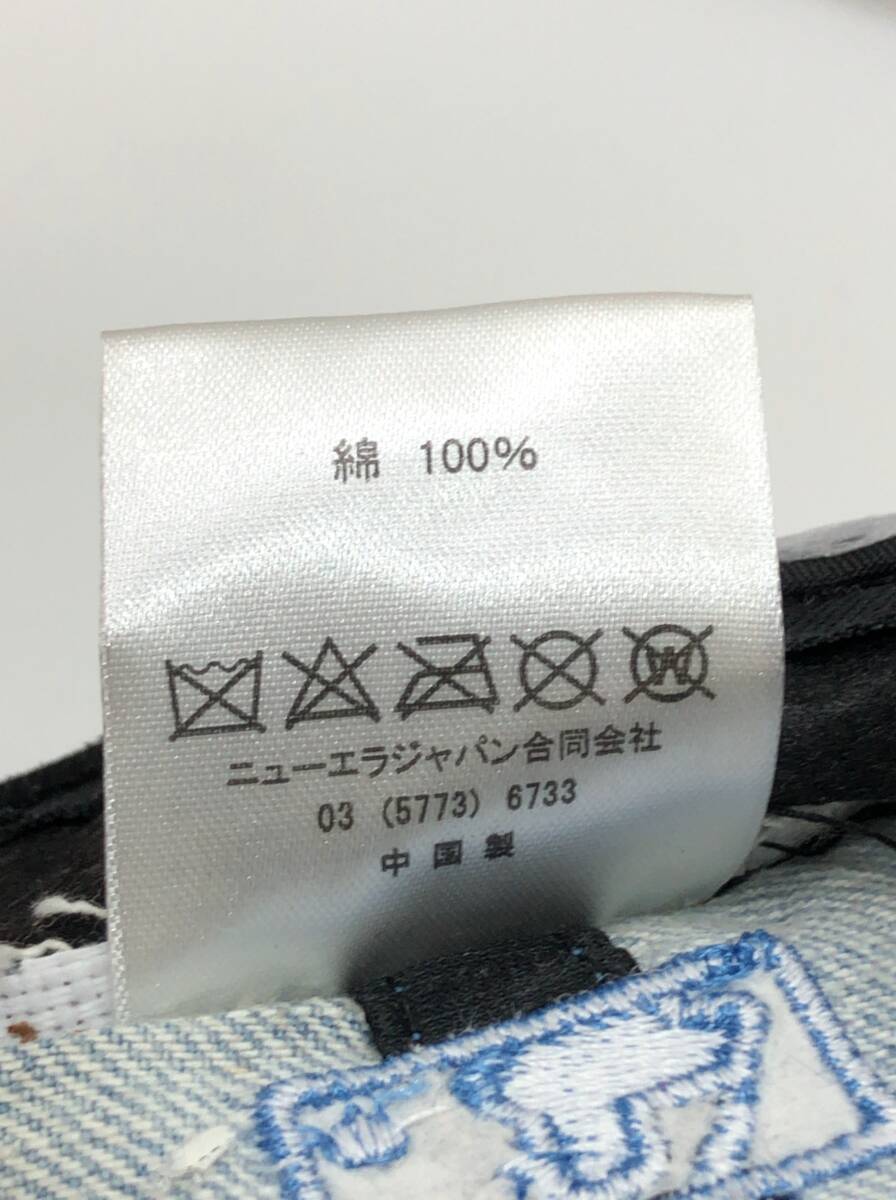 綿 100%
W
ニューエラジャパン合同会社
03 (5773) 6733
中国製